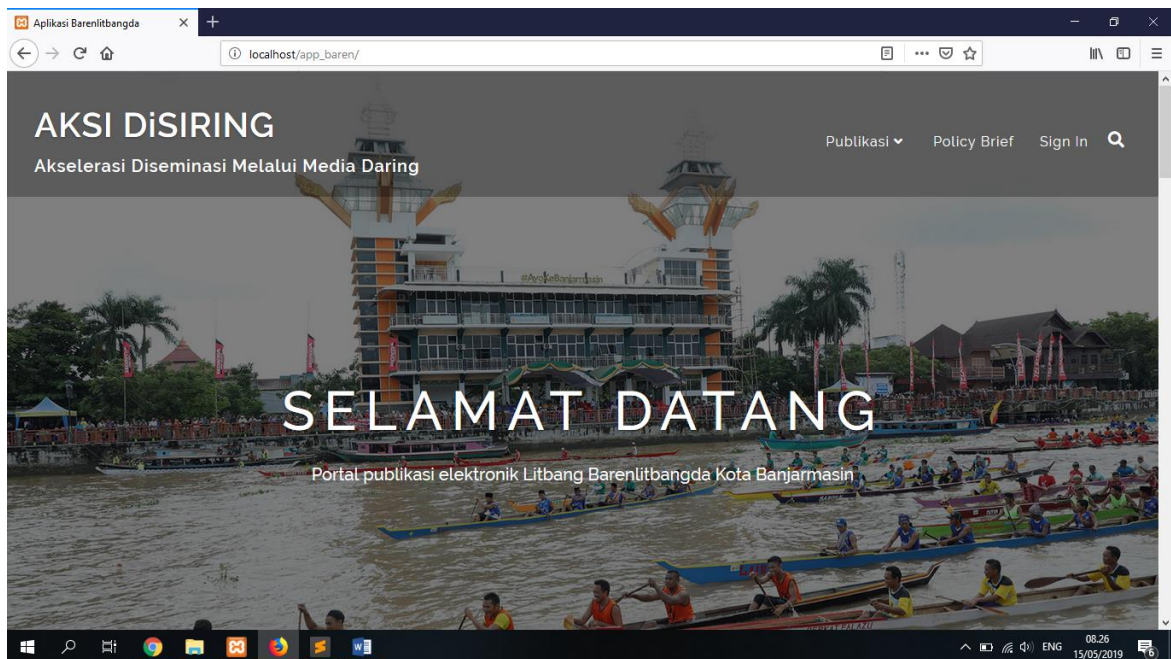 Aplikasi Barenlitbangda
localhost/app_baren/
AKSI DiSIRING
Akselerasi Diseminasi Melalui Media Daring
Publikasi
Policy Brief
Sign In
#AyoKeBanjarmasin
SELAMAT DATANG
Portal publikasi elektronik Litbang Barenlitbangda Kota Banjarmasin
ENG
08.26
15/05/2019
6